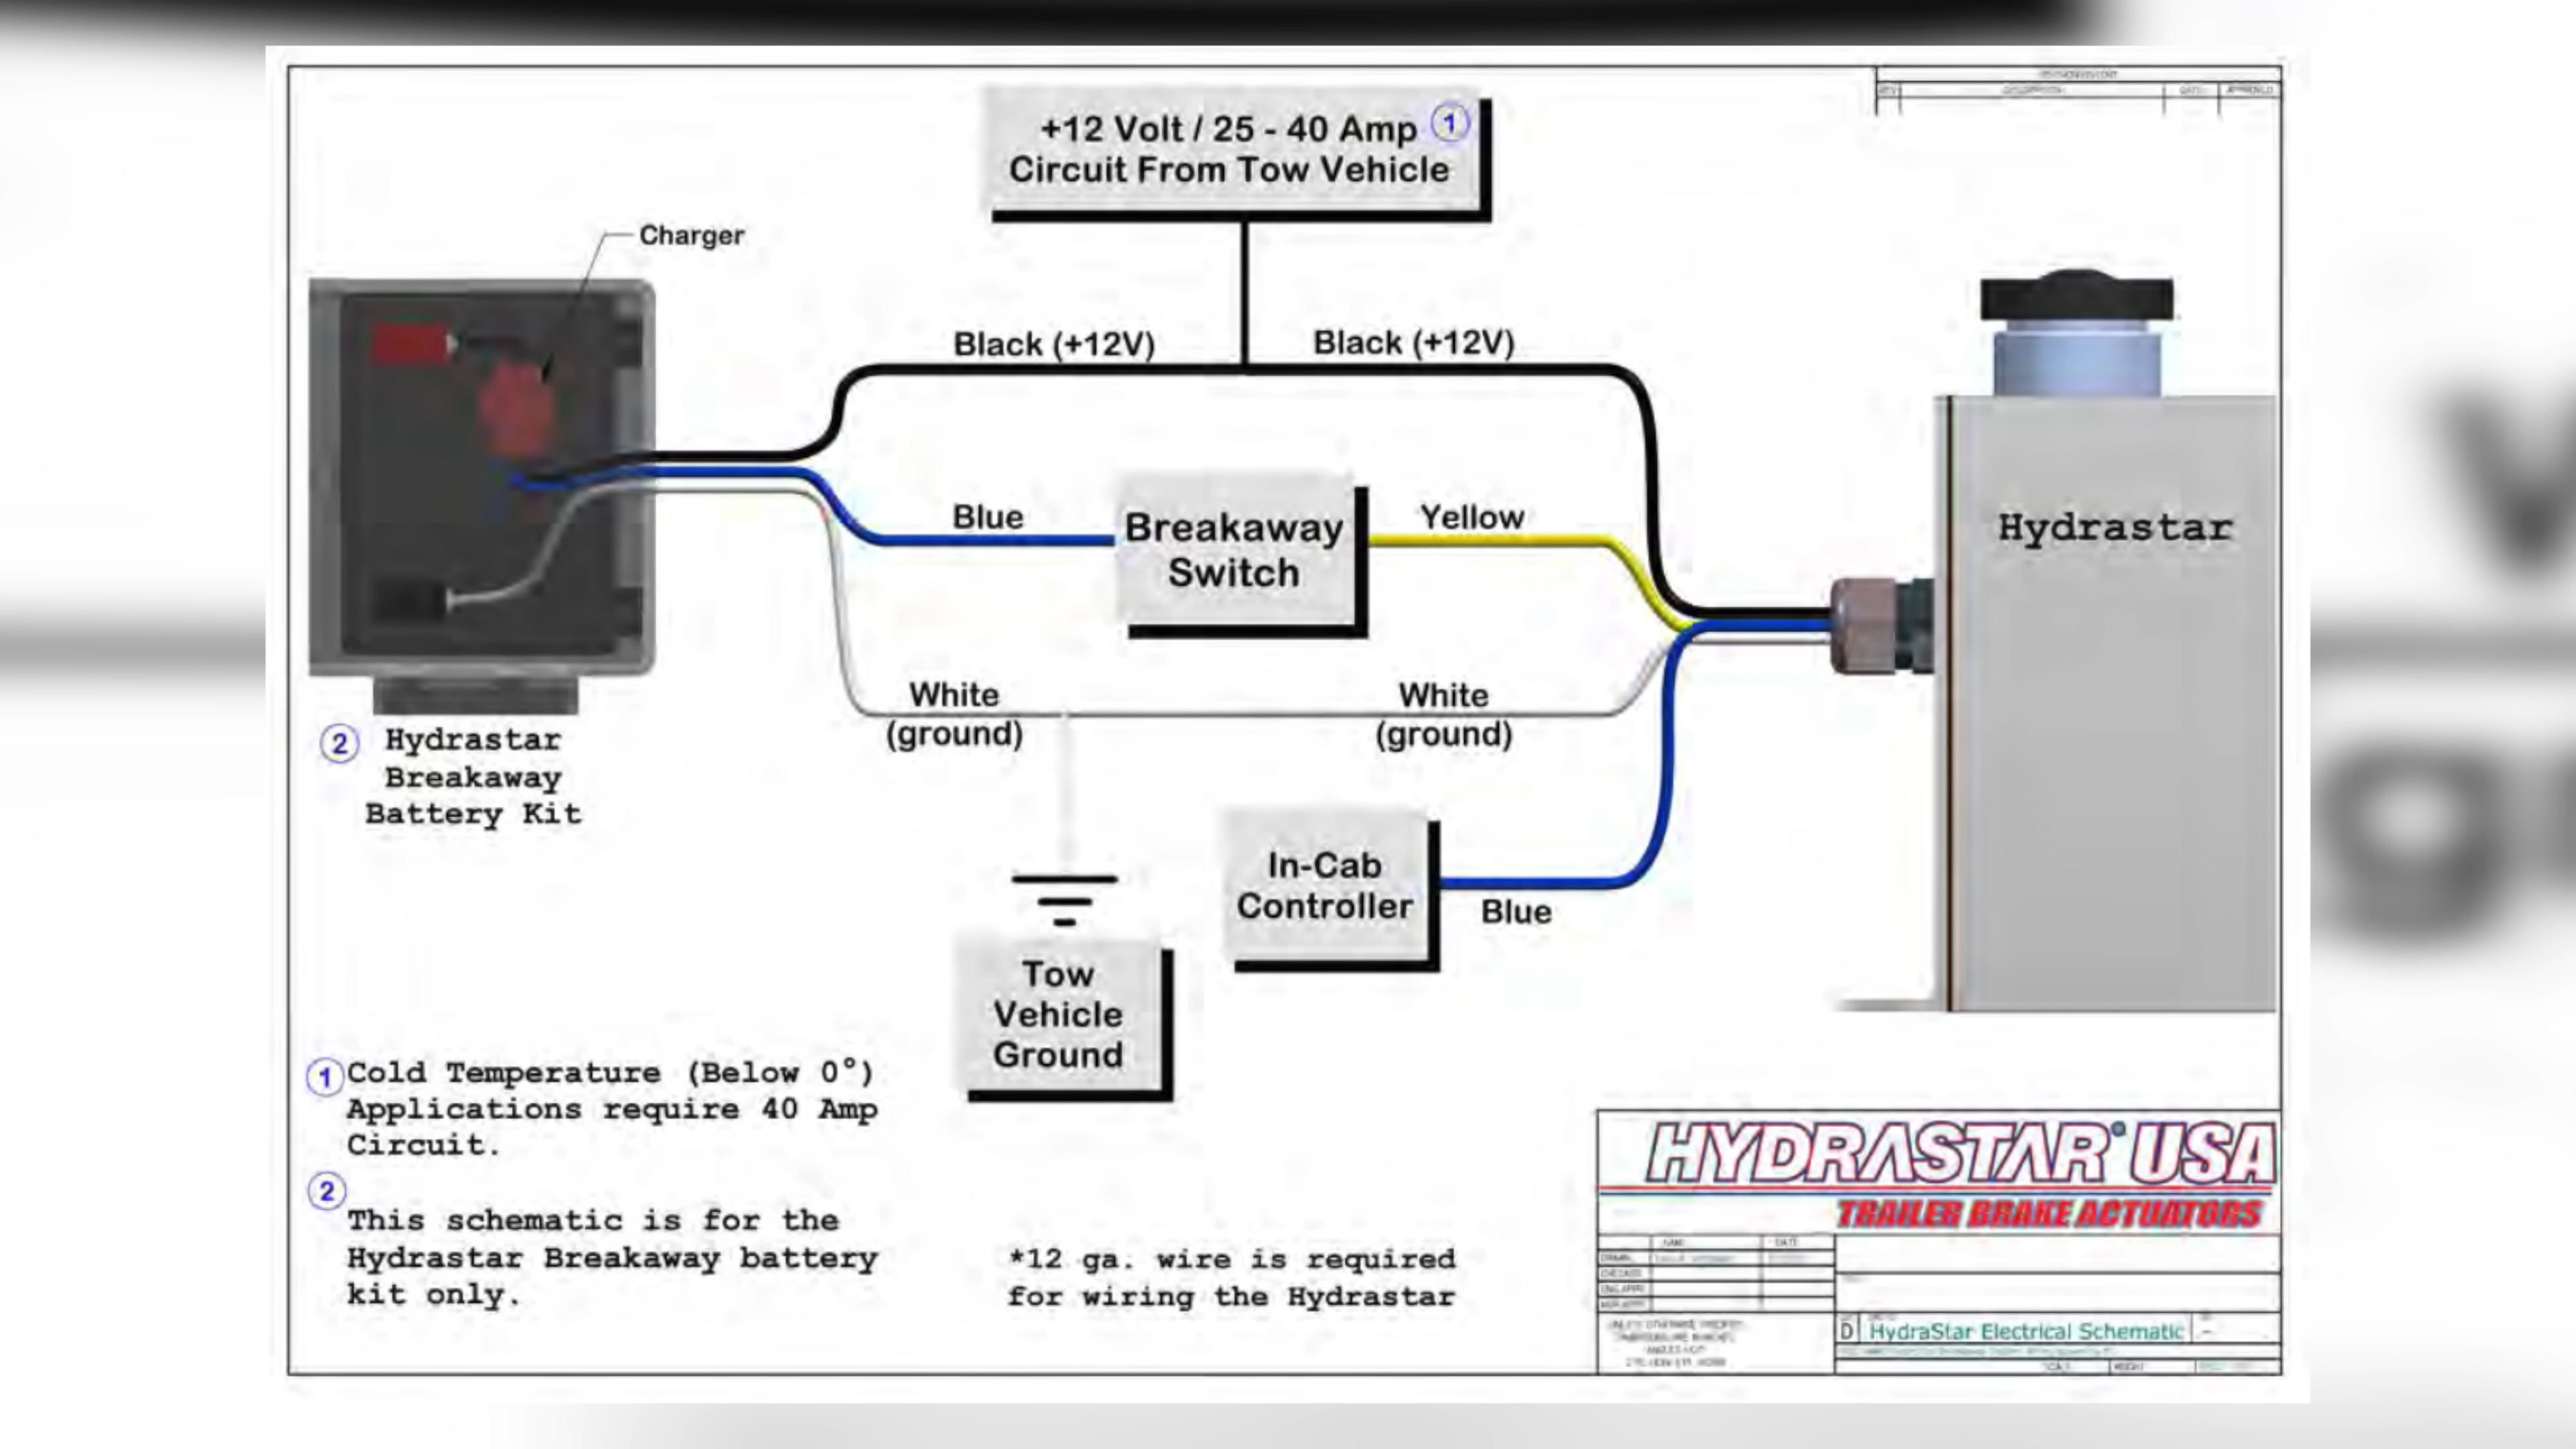 +12 Volt / 25 - 40 Amp 1
Circuit From Tow Vehicle
Charger
Black (+12V)
Black (+12V)
Blue
Breakaway
Switch
Yellow
Hydrastar
White
(ground)
White
(ground)
2 Hydrastar
Breakaway
Battery Kit
In-Cab
Controller
Blue
Tow
Vehicle
Ground
1 Cold Temperature (Below 0°)
Applications require 40 Amp
Circuit.
2
This schematic is for the
Hydrastar Breakaway battery
kit only.
*12 ga. wire is required
for wiring the Hydrastar
HYDRASTAR USA
TRAILER BRAKE ACTUATORS
NAME DATE
D HydraStar Electrical Schematic -